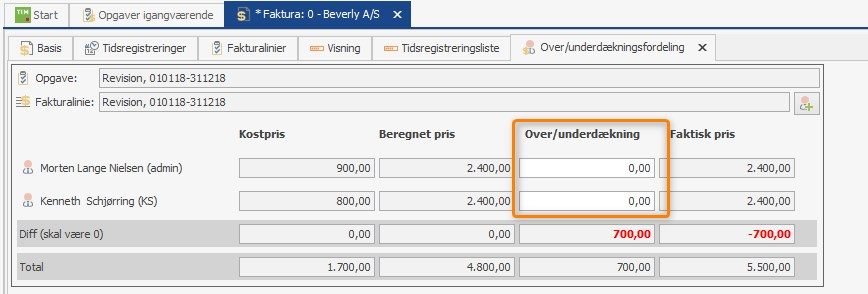 TIM Start Opgaver igangværende * Faktura: 0 - Beverly A/S
Basis Tidsregistreringer Fakturalinier Visning Tidsregistreringsliste Over/underdækningsfordeling
Opgave: Revision, 010118-311218
Fakturalinie: Revision, 010118-311218
Kostpris Beregnet pris Over/underdækning Faktisk pris
Morten Lange Nielsen (admin) 900,00 2.400,00 0,00 2.400,00
Kenneth Schjørring (KS) 800,00 2.400,00 0,00 2.400,00
Diff (skal være 0) 0,00 0,00 700,00 -700,00
Total 1.700,00 4.800,00 700,00 5.500,00